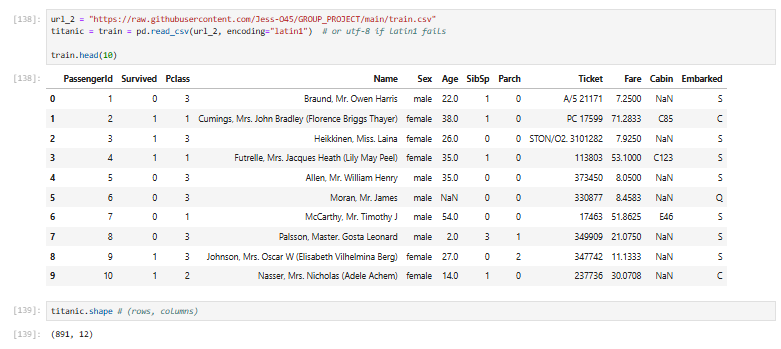 [138]: url_2 = "https://raw.githubusercontent.com/Jess-O45/GROUP_PROJECT/main/train.csv"
titanic = train = pd.read_csv(url_2, encoding="latin1")  # or utf-8 if latin1 fails
train.head(10)
[138]: PassengerId Survived Pclass Name Sex Age SibSp Parch Ticket Fare Cabin Embarked
0 1 0 3 Braund, Mr. Owen Harris male 22.0 1 0 A/5 21171 7.2500 NaN S
1 2 1 1 Cumings, Mrs. John Bradley (Florence Briggs Thayer) female 38.0 1 0 PC 17599 71.2833 C85 C
2 3 1 3 Heikkinen, Miss. Laina female 26.0 0 0 STON/O2. 3101282 7.9250 NaN S
3 4 1 1 Futrelle, Mrs. Jacques Heath (Lily May Peel) female 35.0 1 0 113803 53.1000 C123 S
4 5 0 3 Allen, Mr. William Henry male 35.0 0 0 373450 8.0500 NaN S
5 6 0 3 Moran, Mr. James male NaN 0 0 330877 8.4583 NaN Q
6 7 0 1 McCarthy, Mr. Timothy J male 54.0 0 0 17463 51.8625 E46 S
7 8 0 3 Palsson, Master. Gosta Leonard male 2.0 3 1 349909 21.0750 NaN S
8 9 1 3 Johnson, Mrs. Oscar W (Elisabeth Vilhelmina Berg) female 27.0 0 2 347742 11.1333 NaN S
9 10 1 2 Nasser, Mrs. Nicholas (Adele Achem) female 14.0 1 0 237736 30.0708 NaN C
[139]: titanic.shape # (rows, columns)
[139]: (891, 12)